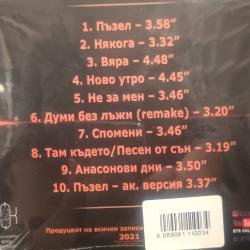 1. Пъзел – 3.58”
2. Някога – 3.32”
3. Вяра – 4.48”
4. Ново утро – 4.45”
5. Не за мен – 3.46”
6. Думи без лъжи (remake) – 3.20”
7. Спомени – 3.46”
8. Там където/Песен от сън – 3.19”
9. Анасонови дни – 3.50”
10. Пъзел – ак. версия 3.37”
Продуцент на всички записи
2021
8 089061 110034